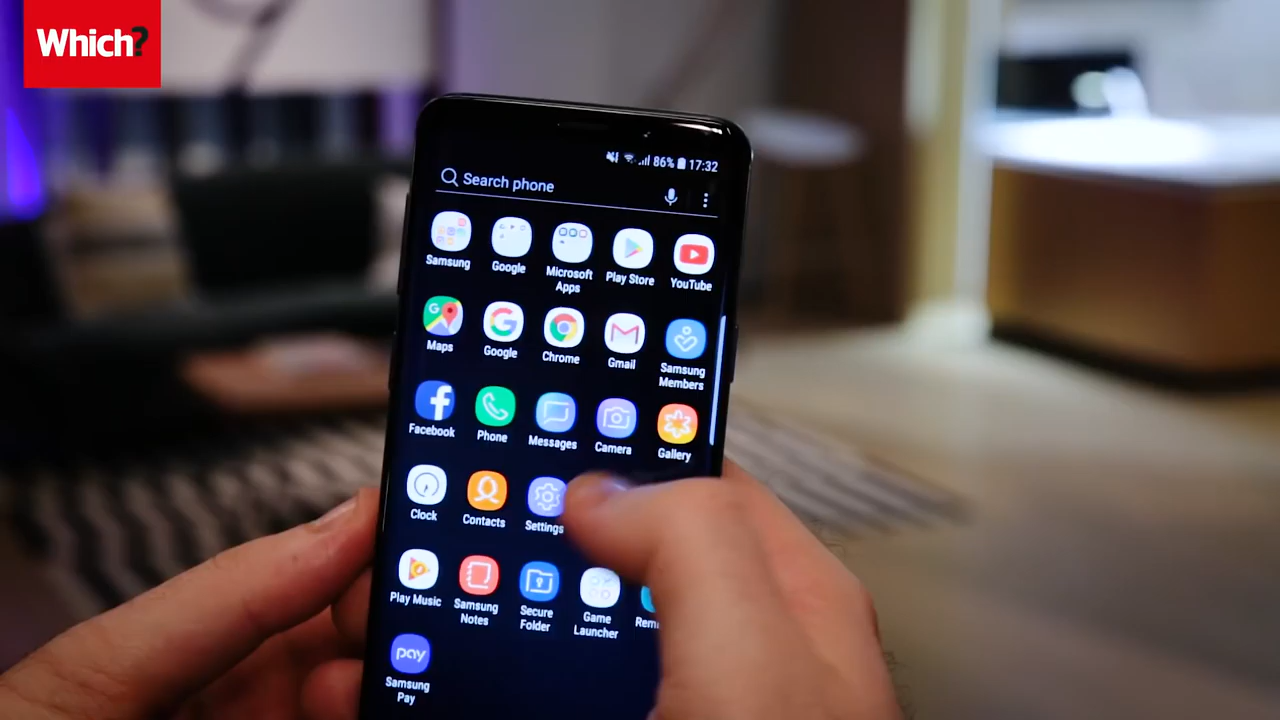 Which?
86% 17:32
Search phone
Samsung
Google
Microsoft
Apps
Play Store
YouTube
Maps
Google
Chrome
Gmail
Samsung
Members
Facebook
Phone
Messages
Camera
Gallery
Clock
Contacts
Settings
Play Music
Samsung
Notes
Secure
Folder
Game
Launcher
pay
Samsung
Pay